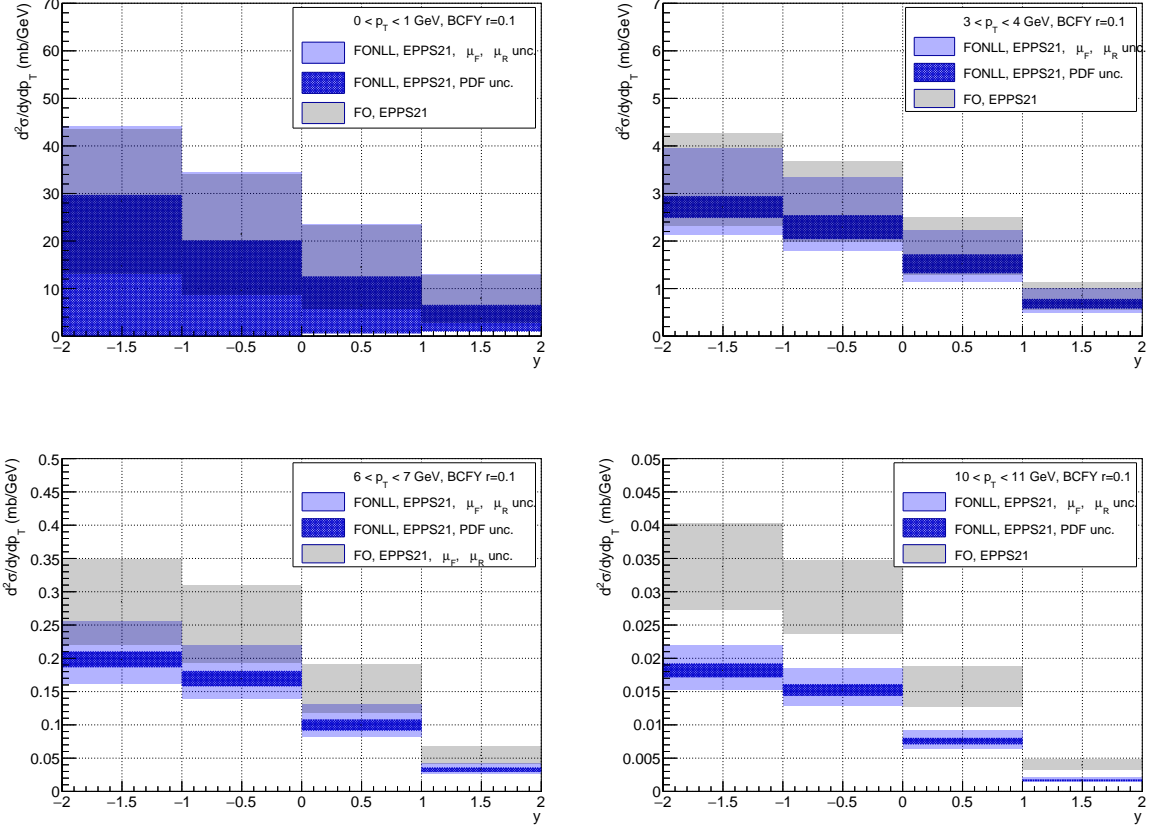 0 < p_T < 1 GeV, BCFY r=0.1
FONLL, EPPS21, μ_F, μ_R unc.
FONLL, EPPS21, PDF unc.
FO, EPPS21
d²σ/dydp_T (mb/GeV)
70
60
50
40
30
20
10
0
−2 −1.5 −1 −0.5 0 0.5 1 1.5 2
y
3 < p_T < 4 GeV, BCFY r=0.1
FONLL, EPPS21, μ_F, μ_R unc.
FONLL, EPPS21, PDF unc.
FO, EPPS21
d²σ/dydp_T (mb/GeV)
7
6
5
4
3
2
1
0
−2 −1.5 −1 −0.5 0 0.5 1 1.5 2
y
6 < p_T < 7 GeV, BCFY r=0.1
FONLL, EPPS21, μ_F, μ_R unc.
FONLL, EPPS21, PDF unc.
FO, EPPS21, μ_F, μ_R unc.
d²σ/dydp_T (mb/GeV)
0.5
0.45
0.4
0.35
0.3
0.25
0.2
0.15
0.1
0.05
0
−2 −1.5 −1 −0.5 0 0.5 1 1.5 2
y
10 < p_T < 11 GeV, BCFY r=0.1
FONLL, EPPS21, μ_F, μ_R unc.
FONLL, EPPS21, PDF unc.
FO, EPPS21
d²σ/dydp_T (mb/GeV)
0.05
0.045
0.04
0.035
0.03
0.025
0.02
0.015
0.01
0.005
0
−2 −1.5 −1 −0.5 0 0.5 1 1.5 2
y